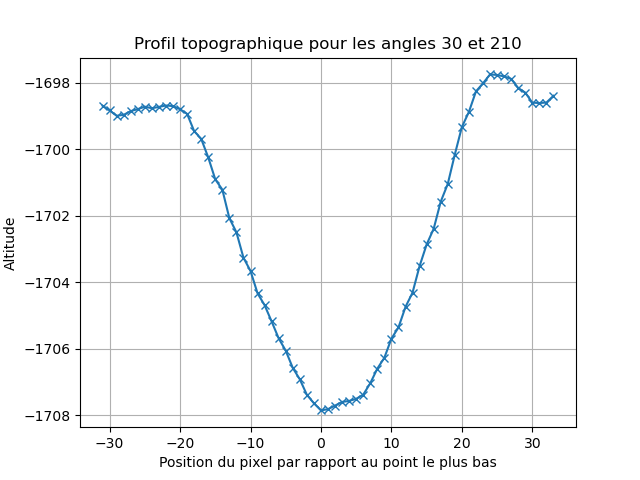 Profil topographique pour les angles 30 et 210
−1698
−1700
−1702
−1704
−1706
−1708
Altitude
−30 −20 −10 0 10 20 30
Position du pixel par rapport au point le plus bas